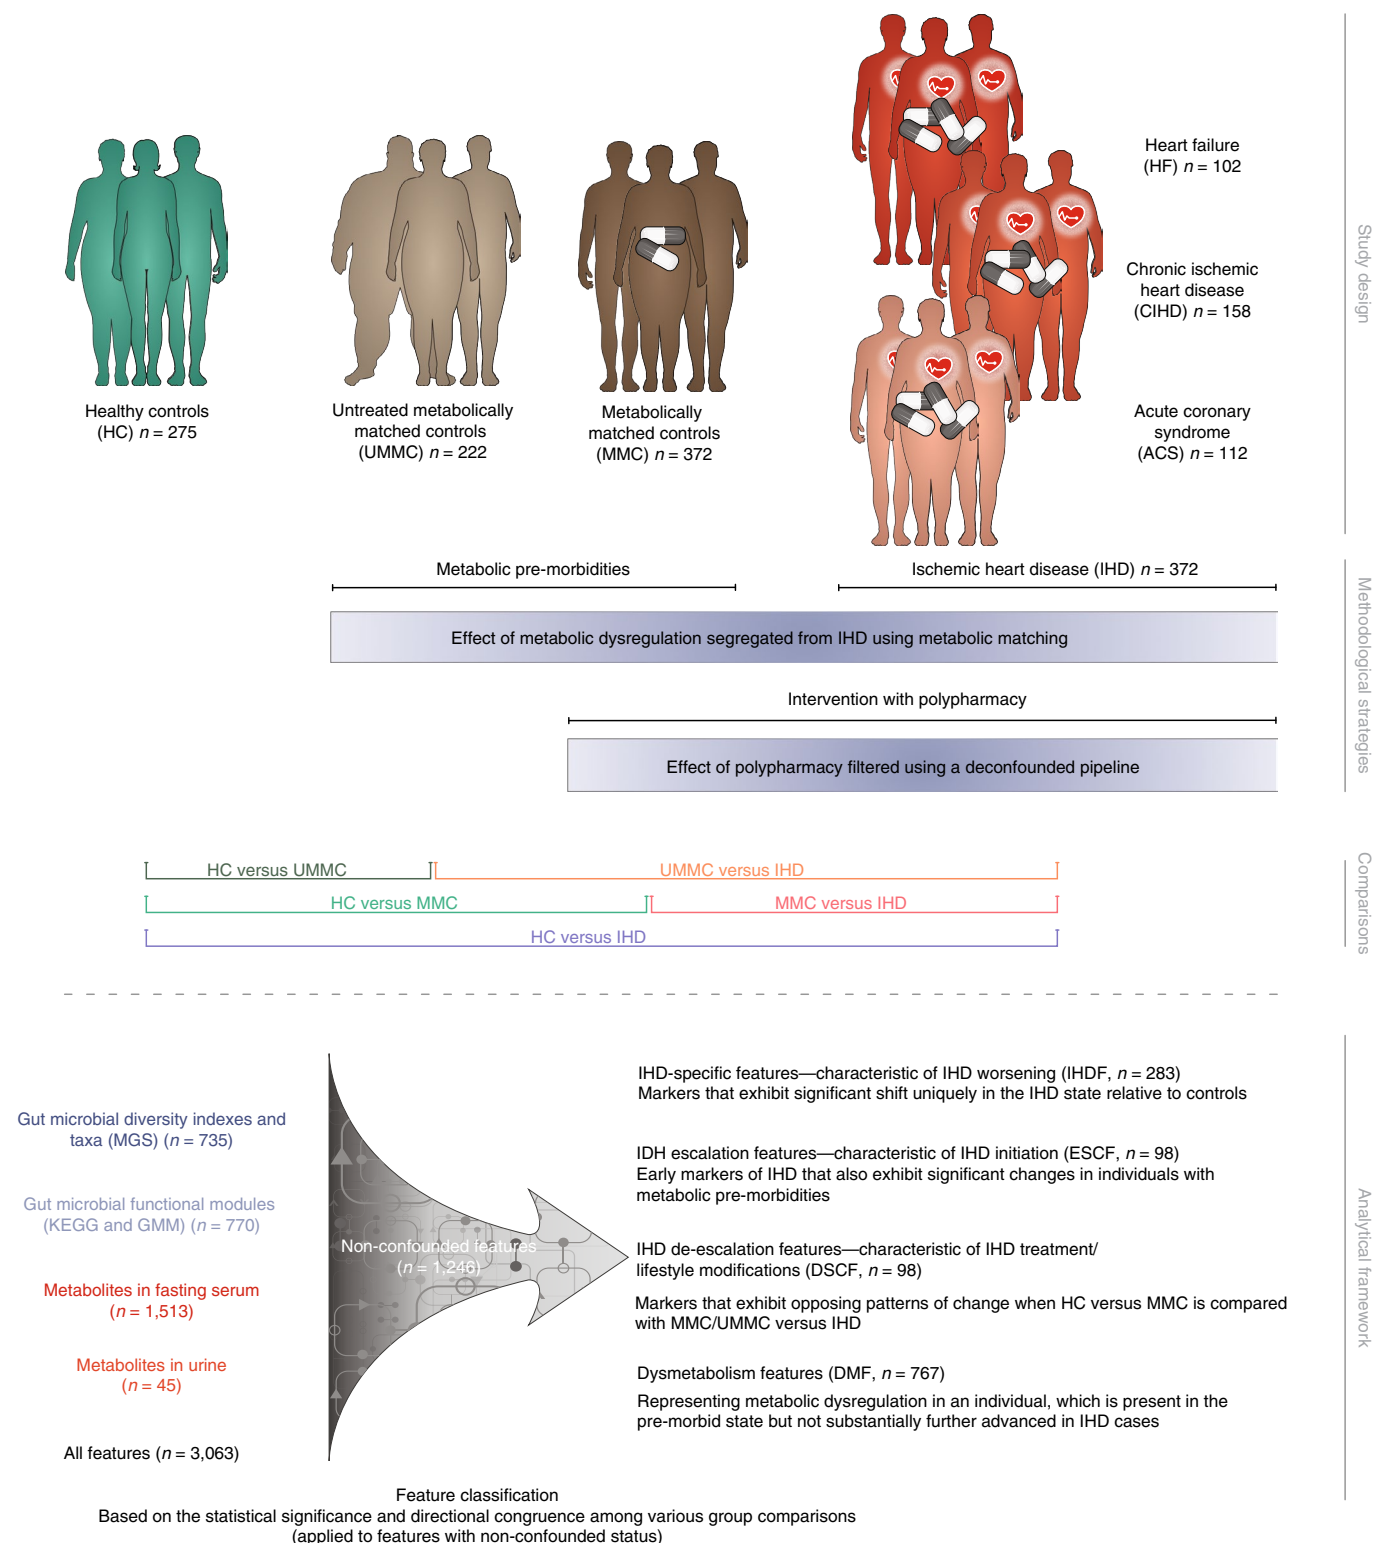 Heart failure
(HF) n = 102
Chronic ischemic
heart disease
(CIHD) n = 158
Acute coronary
syndrome
(ACS) n = 112
Healthy controls
(HC) n = 275
Untreated metabolically
matched controls
(UMMC) n = 222
Metabolically
matched controls
(MMC) n = 372
Study design
Metabolic pre-morbidities
Ischemic heart disease (IHD) n = 372
Effect of metabolic dysregulation segregated from IHD using metabolic matching
Intervention with polypharmacy
Effect of polypharmacy filtered using a deconfounded pipeline
Methodological strategies
HC versus UMMC
UMMC versus IHD
HC versus MMC
MMC versus IHD
HC versus IHD
Comparisons
Gut microbial diversity indexes and
taxa (MGS) (n = 735)
Gut microbial functional modules
(KEGG and GMM) (n = 770)
Metabolites in fasting serum
(n = 1,513)
Metabolites in urine
(n = 45)
All features (n = 3,063)
Non-confounded features
(n = 1,246)
IHD-specific features—characteristic of IHD worsening (IHDF, n = 283)
Markers that exhibit significant shift uniquely in the IHD state relative to controls
IDH escalation features—characteristic of IHD initiation (ESCF, n = 98)
Early markers of IHD that also exhibit significant changes in individuals with
metabolic pre-morbidities
IHD de-escalation features—characteristic of IHD treatment/
lifestyle modifications (DSCF, n = 98)
Markers that exhibit opposing patterns of change when HC versus MMC is compared
with MMC/UMMC versus IHD
Dysmetabolism features (DMF, n = 767)
Representing metabolic dysregulation in an individual, which is present in the
pre-morbid state but not substantially further advanced in IHD cases
Analytical framework
Feature classification
Based on the statistical significance and directional congruence among various group comparisons
(applied to features with non-confounded status)